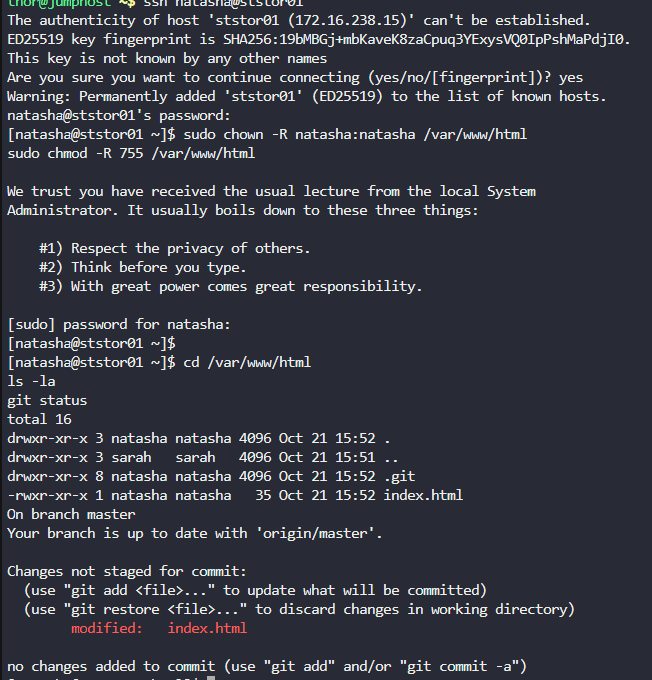 thor@jumphost ~$ ssh natasha@ststor01
The authenticity of host 'ststor01 (172.16.238.15)' can't be established.
ED25519 key fingerprint is SHA256:19bMBGj+mbKaveK8zaCpuq3YExysVQ0IpPshMaPdjI0.
This key is not known by any other names
Are you sure you want to continue connecting (yes/no/[fingerprint])? yes
Warning: Permanently added 'ststor01' (ED25519) to the list of known hosts.
natasha@ststor01's password:
[natasha@ststor01 ~]$ sudo chown -R natasha:natasha /var/www/html
sudo chmod -R 755 /var/www/html
We trust you have received the usual lecture from the local System
Administrator. It usually boils down to these three things:
#1) Respect the privacy of others.
#2) Think before you type.
#3) With great power comes great responsibility.
[sudo] password for natasha:
[natasha@ststor01 ~]$
[natasha@ststor01 ~]$ cd /var/www/html
ls -la
git status
total 16
drwxr-xr-x 3 natasha natasha 4096 Oct 21 15:52 .
drwxr-xr-x 3 sarah   sarah   4096 Oct 21 15:51 ..
drwxr-xr-x 8 natasha natasha 4096 Oct 21 15:52 .git
-rwxr-xr-x 1 natasha natasha   35 Oct 21 15:52 index.html
On branch master
Your branch is up to date with 'origin/master'.
Changes not staged for commit:
(use "git add <file>..." to update what will be committed)
(use "git restore <file>..." to discard changes in working directory)
modified:   index.html
no changes added to commit (use "git add" and/or "git commit -a")